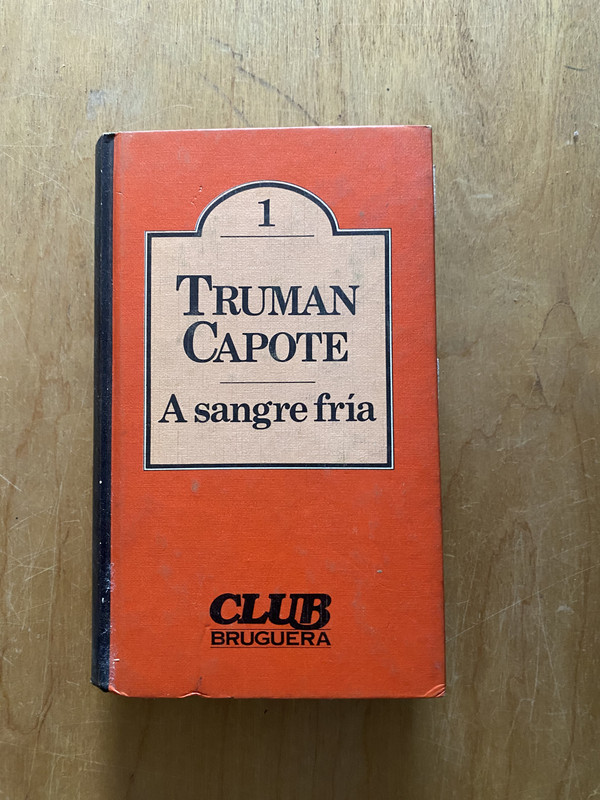 1
TRUMAN
CAPOTE
A sangre fría
CLUB
BRUGUERA